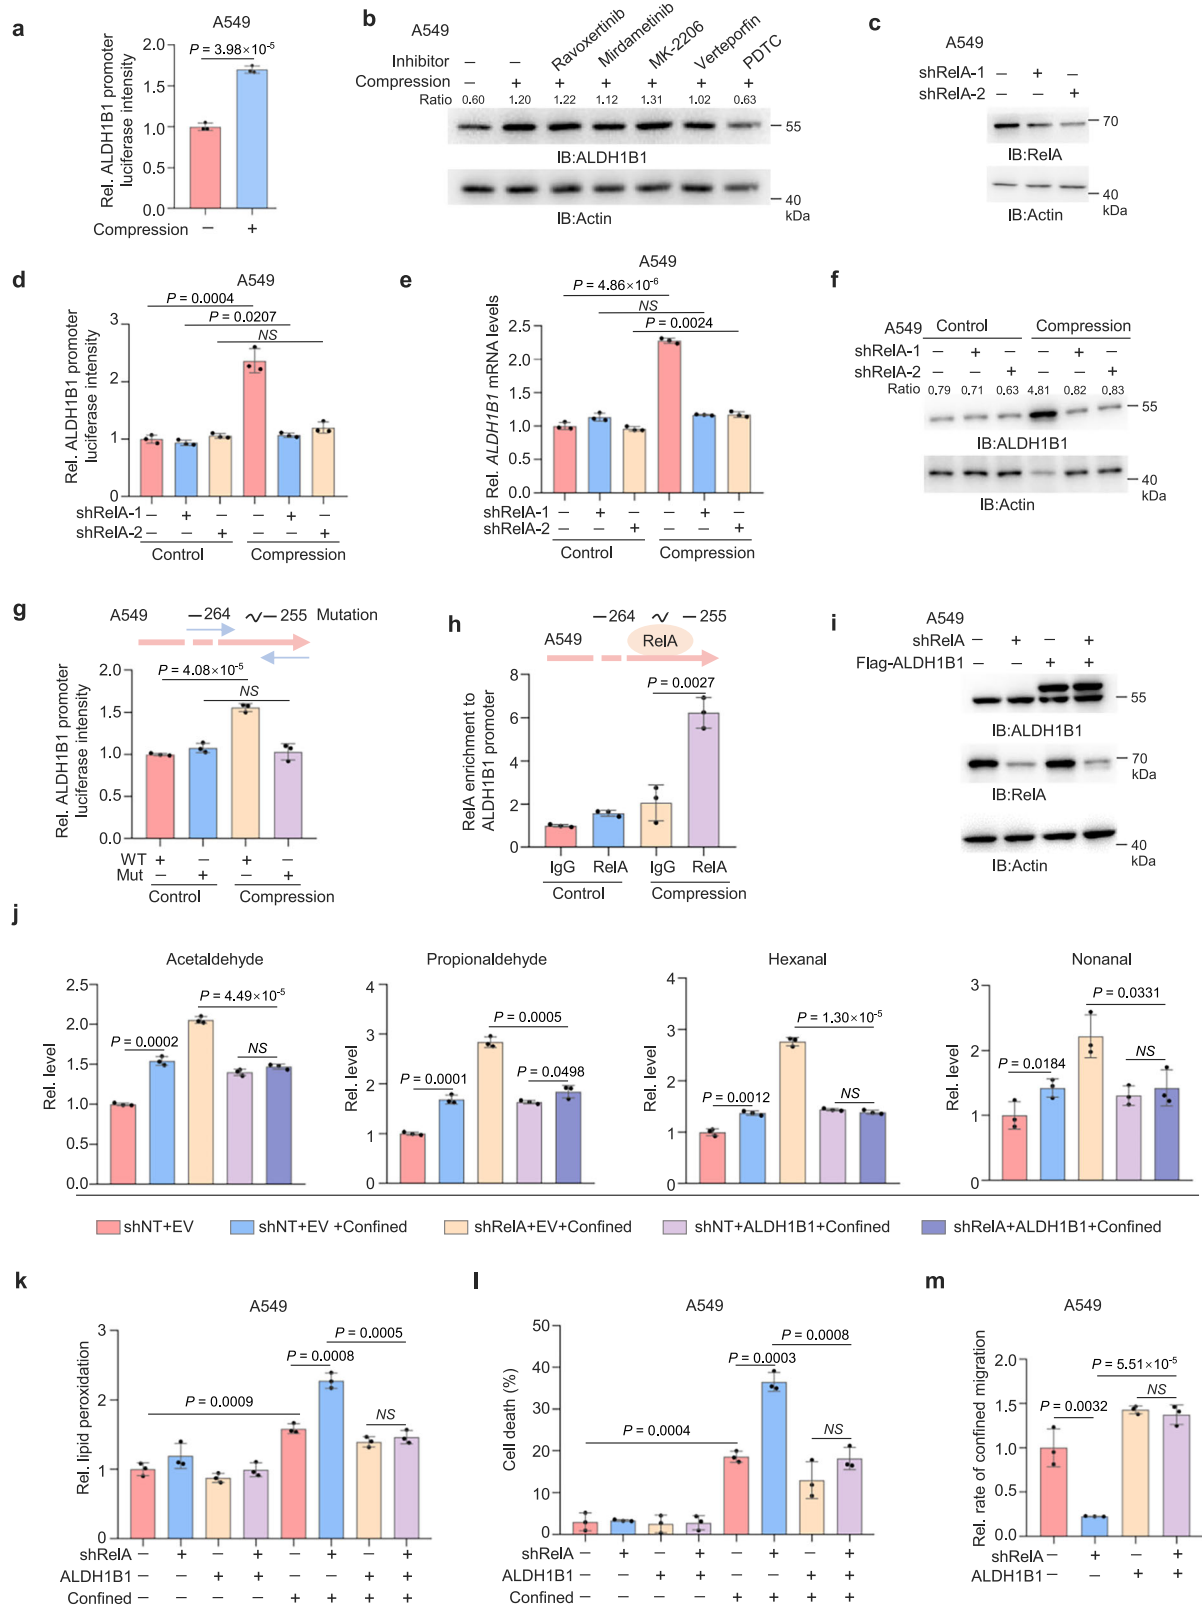 a
A549
Rel. ALDH1B1 promoter
luciferase intensity
2.0
1.5
1.0
0.0
P = 3.98×10⁻⁵
Compression − +
b
A549
Inhibitor − − Ravoxertinib Mirdametinib MK-2206 Verteporfin PDTC
Compression − + + + + + +
Ratio 0.60 1.20 1.22 1.12 1.31 1.02 0.63
55
IB:ALDH1B1
40
kDa
IB:Actin
c
A549
shRelA-1 − + −
shRelA-2 − − +
70
IB:RelA
40
kDa
IB:Actin
d
A549
Rel. ALDH1B1 promoter
luciferase intensity
3
2
1
0
P = 0.0004
P = 0.0207
NS
shRelA-1 − + − − + −
shRelA-2 − − + − − +
Control Compression
e
A549
Rel. ALDH1B1 mRNA levels
2.5
2.0
1.5
1.0
0.5
0.0
P = 4.86×10⁻⁶
NS
P = 0.0024
shRelA-1 − + − − + −
shRelA-2 − − + − − +
Control Compression
f
A549 Control Compression
shRelA-1 − + − − + −
shRelA-2 − − + − − +
Ratio 0.79 0.71 0.63 4.81 0.82 0.83
55
IB:ALDH1B1
40
kDa
IB:Actin
g
A549 −264 ~ −255 Mutation
Rel. ALDH1B1 promoter
luciferase intensity
2.0
1.5
1.0
0.5
0.0
P = 4.08×10⁻⁵
NS
WT + − + −
Mut − + − +
Control Compression
h
−264 ~ −255
A549 RelA
RelA enrichment to
ALDH1B1 promoter
8
6
4
2
0
P = 0.0027
IgG RelA IgG RelA
Control Compression
i
A549
shRelA − + − +
Flag-ALDH1B1 − − + +
55
IB:ALDH1B1
70
kDa
IB:RelA
40
kDa
IB:Actin
j
Acetaldehyde
Rel. level
2.5
2.0
1.5
1.0
0.5
0.0
P = 0.0002
P = 4.49×10⁻⁵
NS
Propionaldehyde
Rel. level
4
3
2
1
0
P = 0.0001
P = 0.0005
P = 0.0498
Hexanal
Rel. level
4
3
2
1
0
P = 0.0012
P = 1.30×10⁻⁵
NS
Nonanal
Rel. level
3
2
1
0
P = 0.0184
P = 0.0331
NS
shNT+EV shNT+EV +Confined shRelA+EV+Confined shNT+ALDH1B1+Confined shRelA+ALDH1B1+Confined
k
A549
Rel. lipid peroxidation
3
2
1
0
P = 0.0009
P = 0.0008
P = 0.0005
NS
shRelA − + − + − + − +
ALDH1B1 − − + + − − + +
Confined − − − − + + + +
l
A549
Cell death (%)
50
40
30
20
10
0
P = 0.0004
P = 0.0003
P = 0.0008
NS
shRelA − + − + − + − +
ALDH1B1 − − + + − − + +
Confined − − − − + + + +
m
A549
Rel. rate of confined migration
2.0
1.5
1.0
0.5
0.0
P = 0.0032
P = 5.51×10⁻⁵
NS
shRelA − + − +
ALDH1B1 − − + +